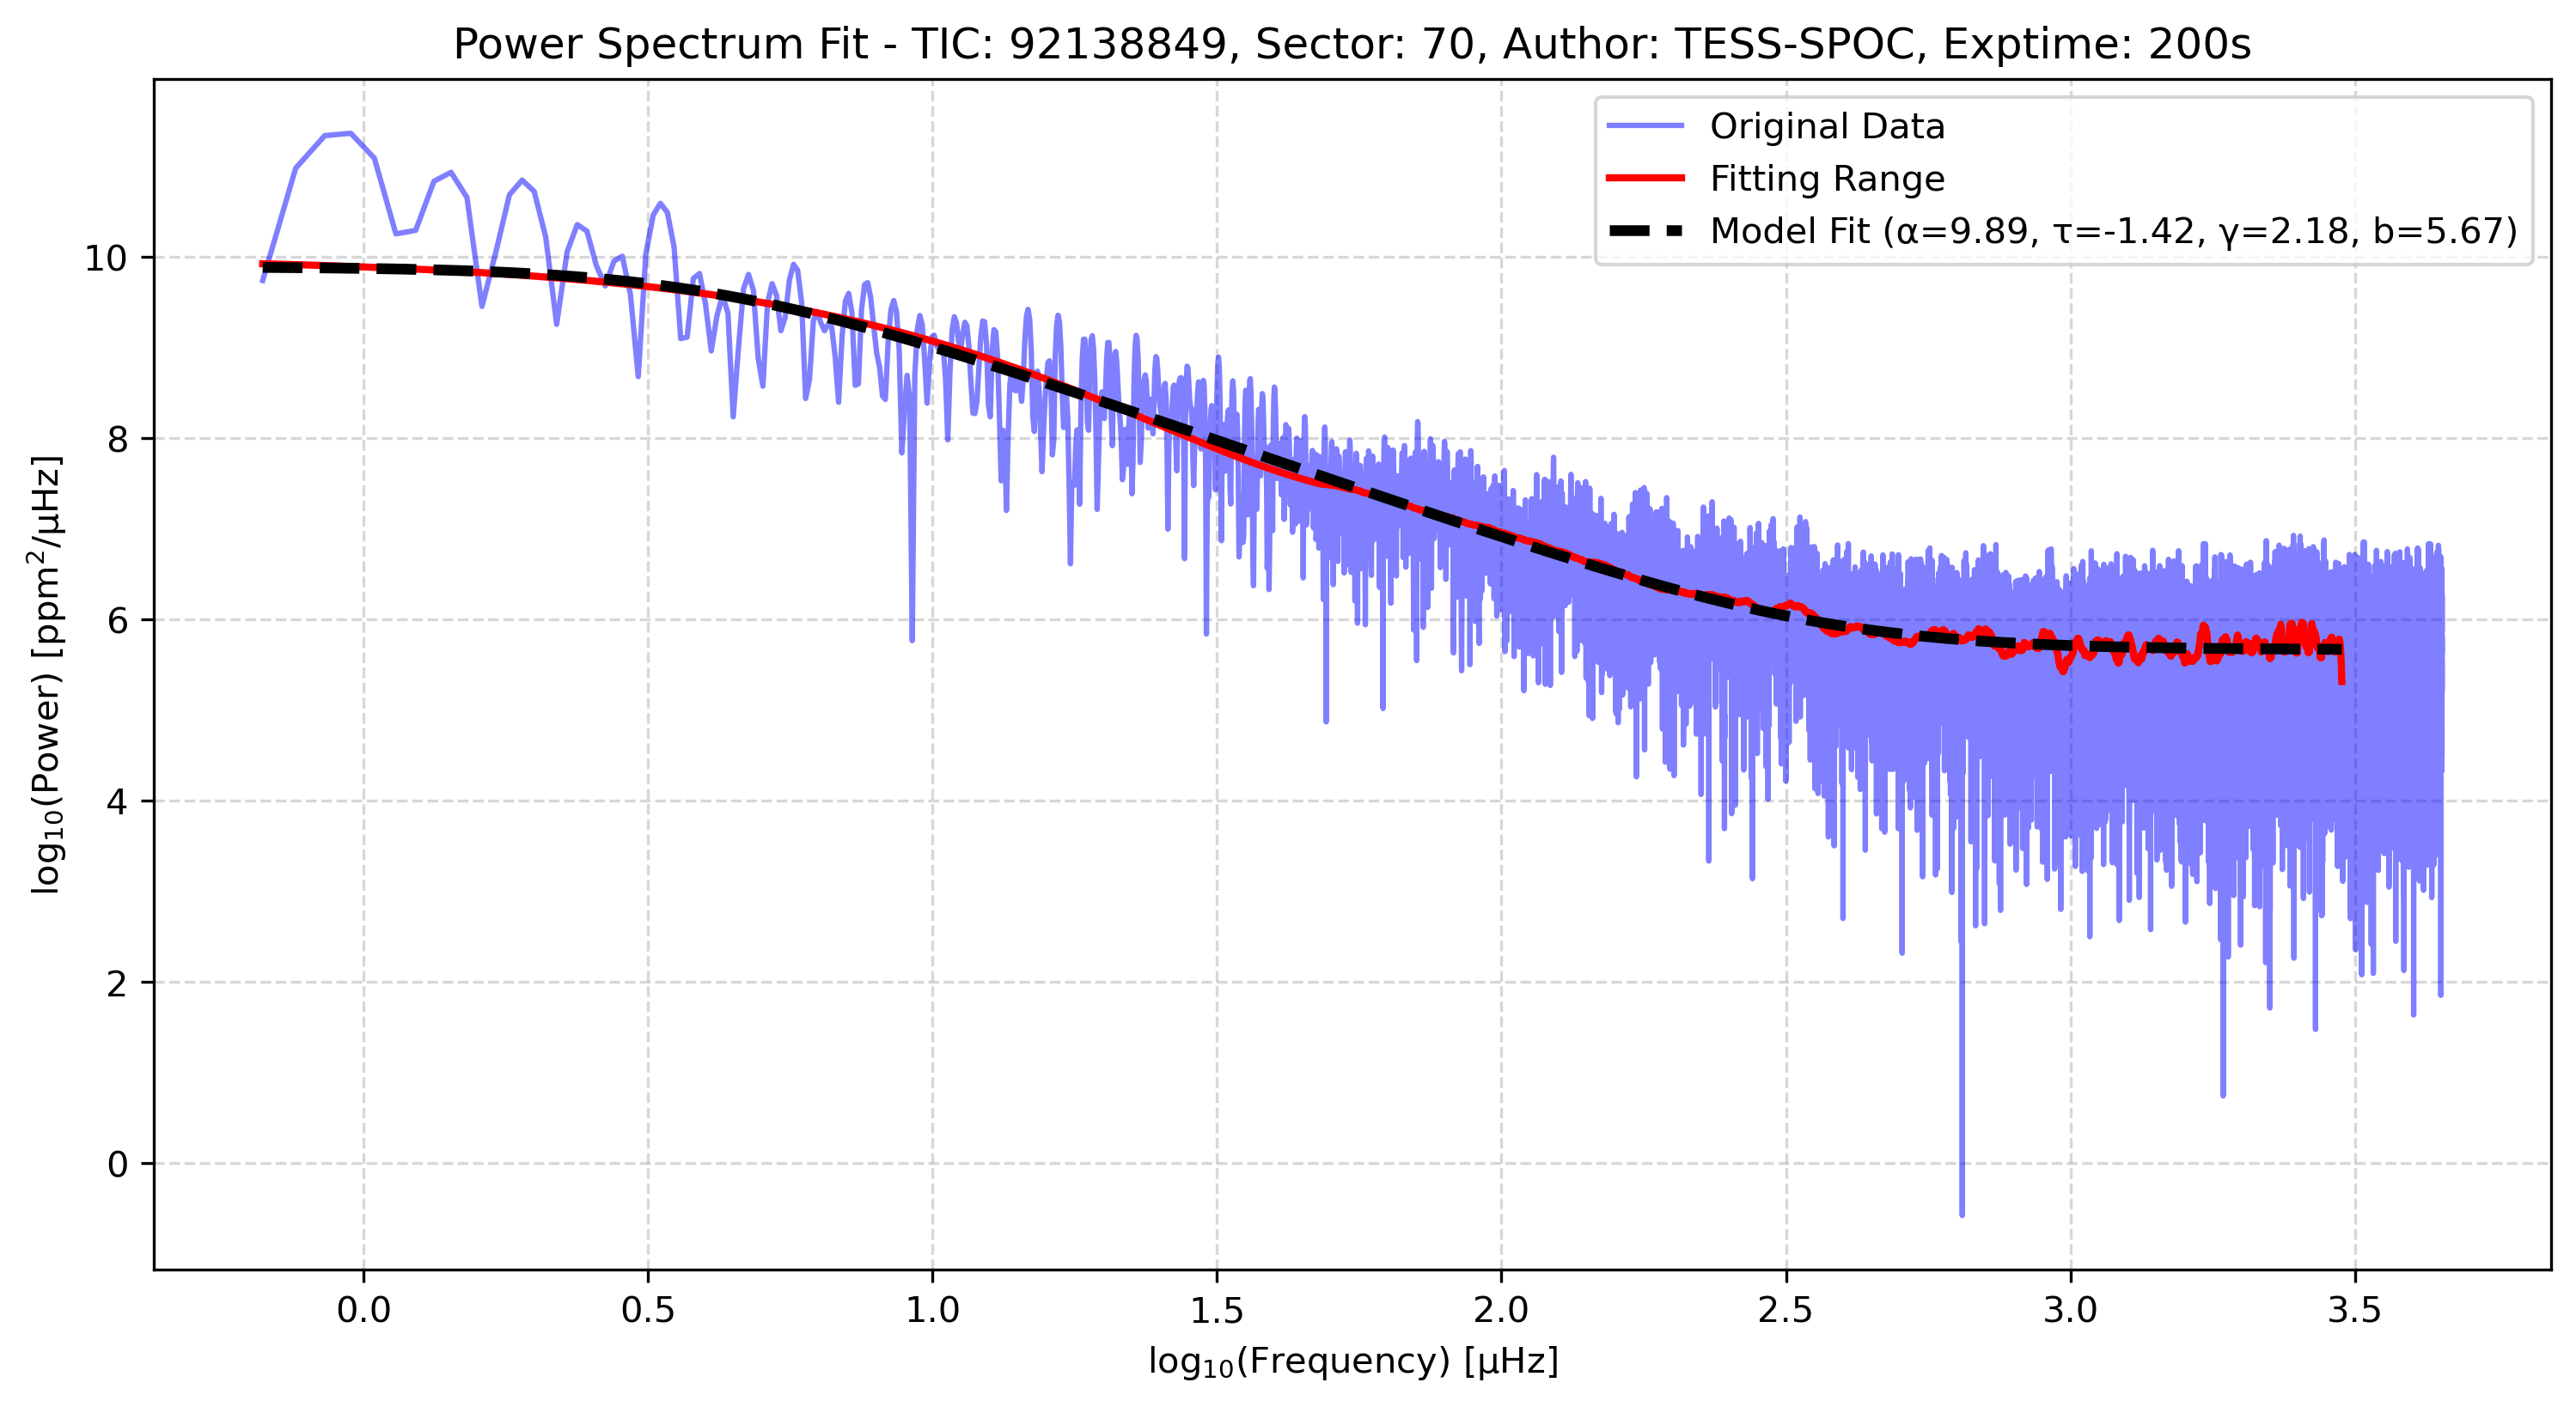 Power Spectrum Fit - TIC: 92138849, Sector: 70, Author: TESS-SPOC, Exptime: 200s
Original Data
Fitting Range
Model Fit (α=9.89, τ=-1.42, γ=2.18, b=5.67)
log₁₀(Power) [ppm²/μHz]
10
8
6
4
2
0
0.0 0.5 1.0 1.5 2.0 2.5 3.0 3.5
log₁₀(Frequency) [μHz]